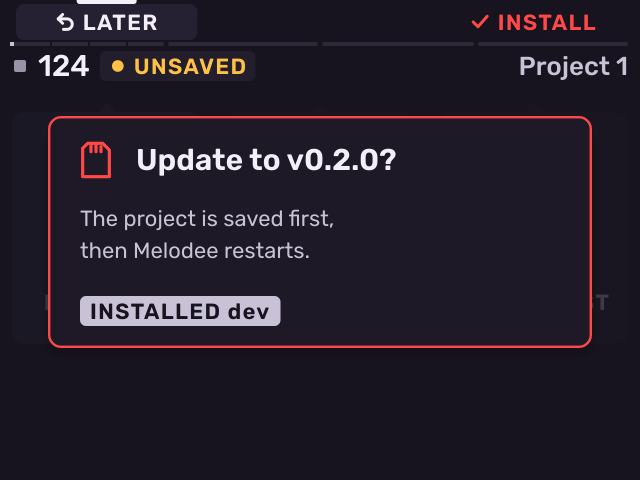 LATER
INSTALL
124
UNSAVED
Project 1
Update to v0.2.0?
The project is saved first,
then Melodee restarts.
INSTALLED dev